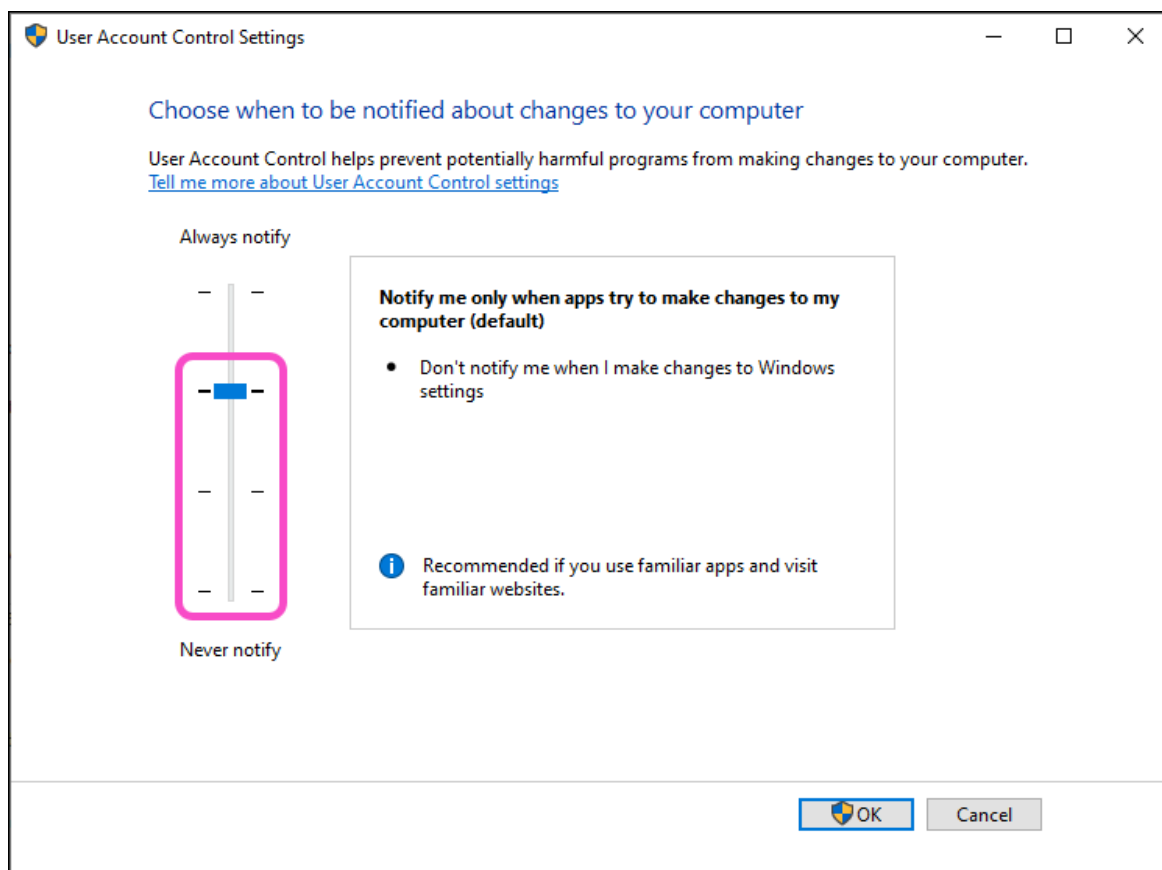 User Account Control Settings
Choose when to be notified about changes to your computer
User Account Control helps prevent potentially harmful programs from making changes to your computer.
Tell me more about User Account Control settings
Always notify
Notify me only when apps try to make changes to my
computer (default)
• Don't notify me when I make changes to Windows
settings
Recommended if you use familiar apps and visit
familiar websites.
Never notify
OK
Cancel